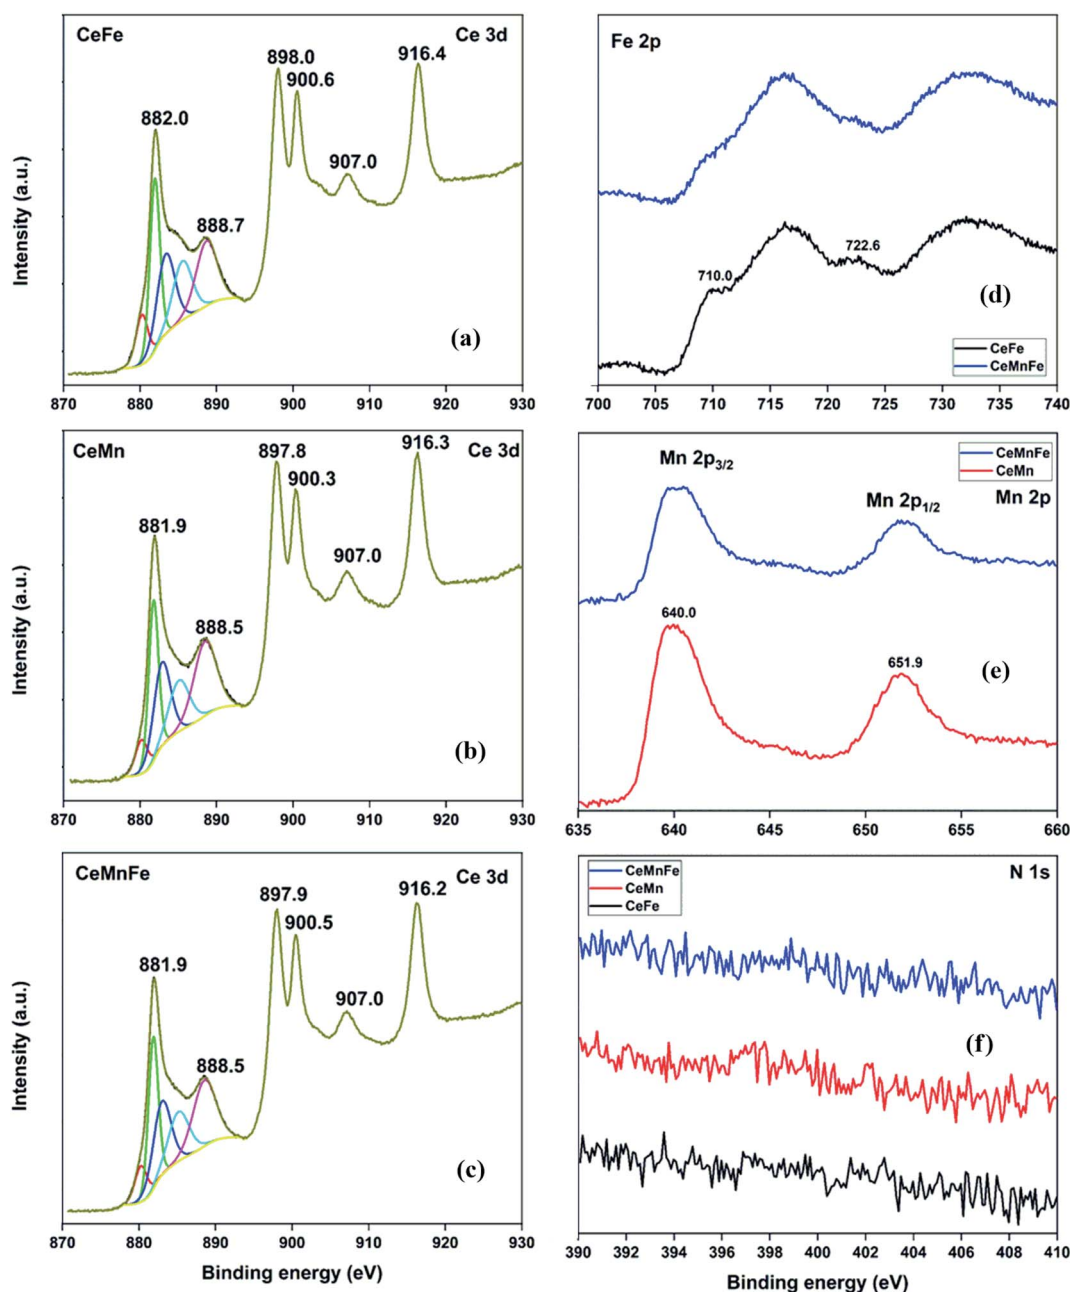 CeFe
Ce 3d
882.0
888.7
898.0
900.6
907.0
916.4
Intensity (a.u.)
(a)
870 880 890 900 910 920 930
CeMn
Ce 3d
881.9
888.5
897.8
900.3
907.0
916.3
Intensity (a.u.)
(b)
870 880 890 900 910 920 930
CeMnFe
Ce 3d
881.9
888.5
897.9
900.5
907.0
916.2
Intensity (a.u.)
(c)
870 880 890 900 910 920 930
Binding energy (eV)
Fe 2p
710.0
722.6
(d)
CeFe
CeMnFe
700 705 710 715 720 725 730 735 740
Mn 2p3/2
Mn 2p1/2
CeMnFe
CeMn
Mn 2p
640.0
651.9
(e)
635 640 645 650 655 660
CeMnFe
CeMn
CeFe
N 1s
(f)
390 392 394 396 398 400 402 404 406 408 410
Binding energy (eV)